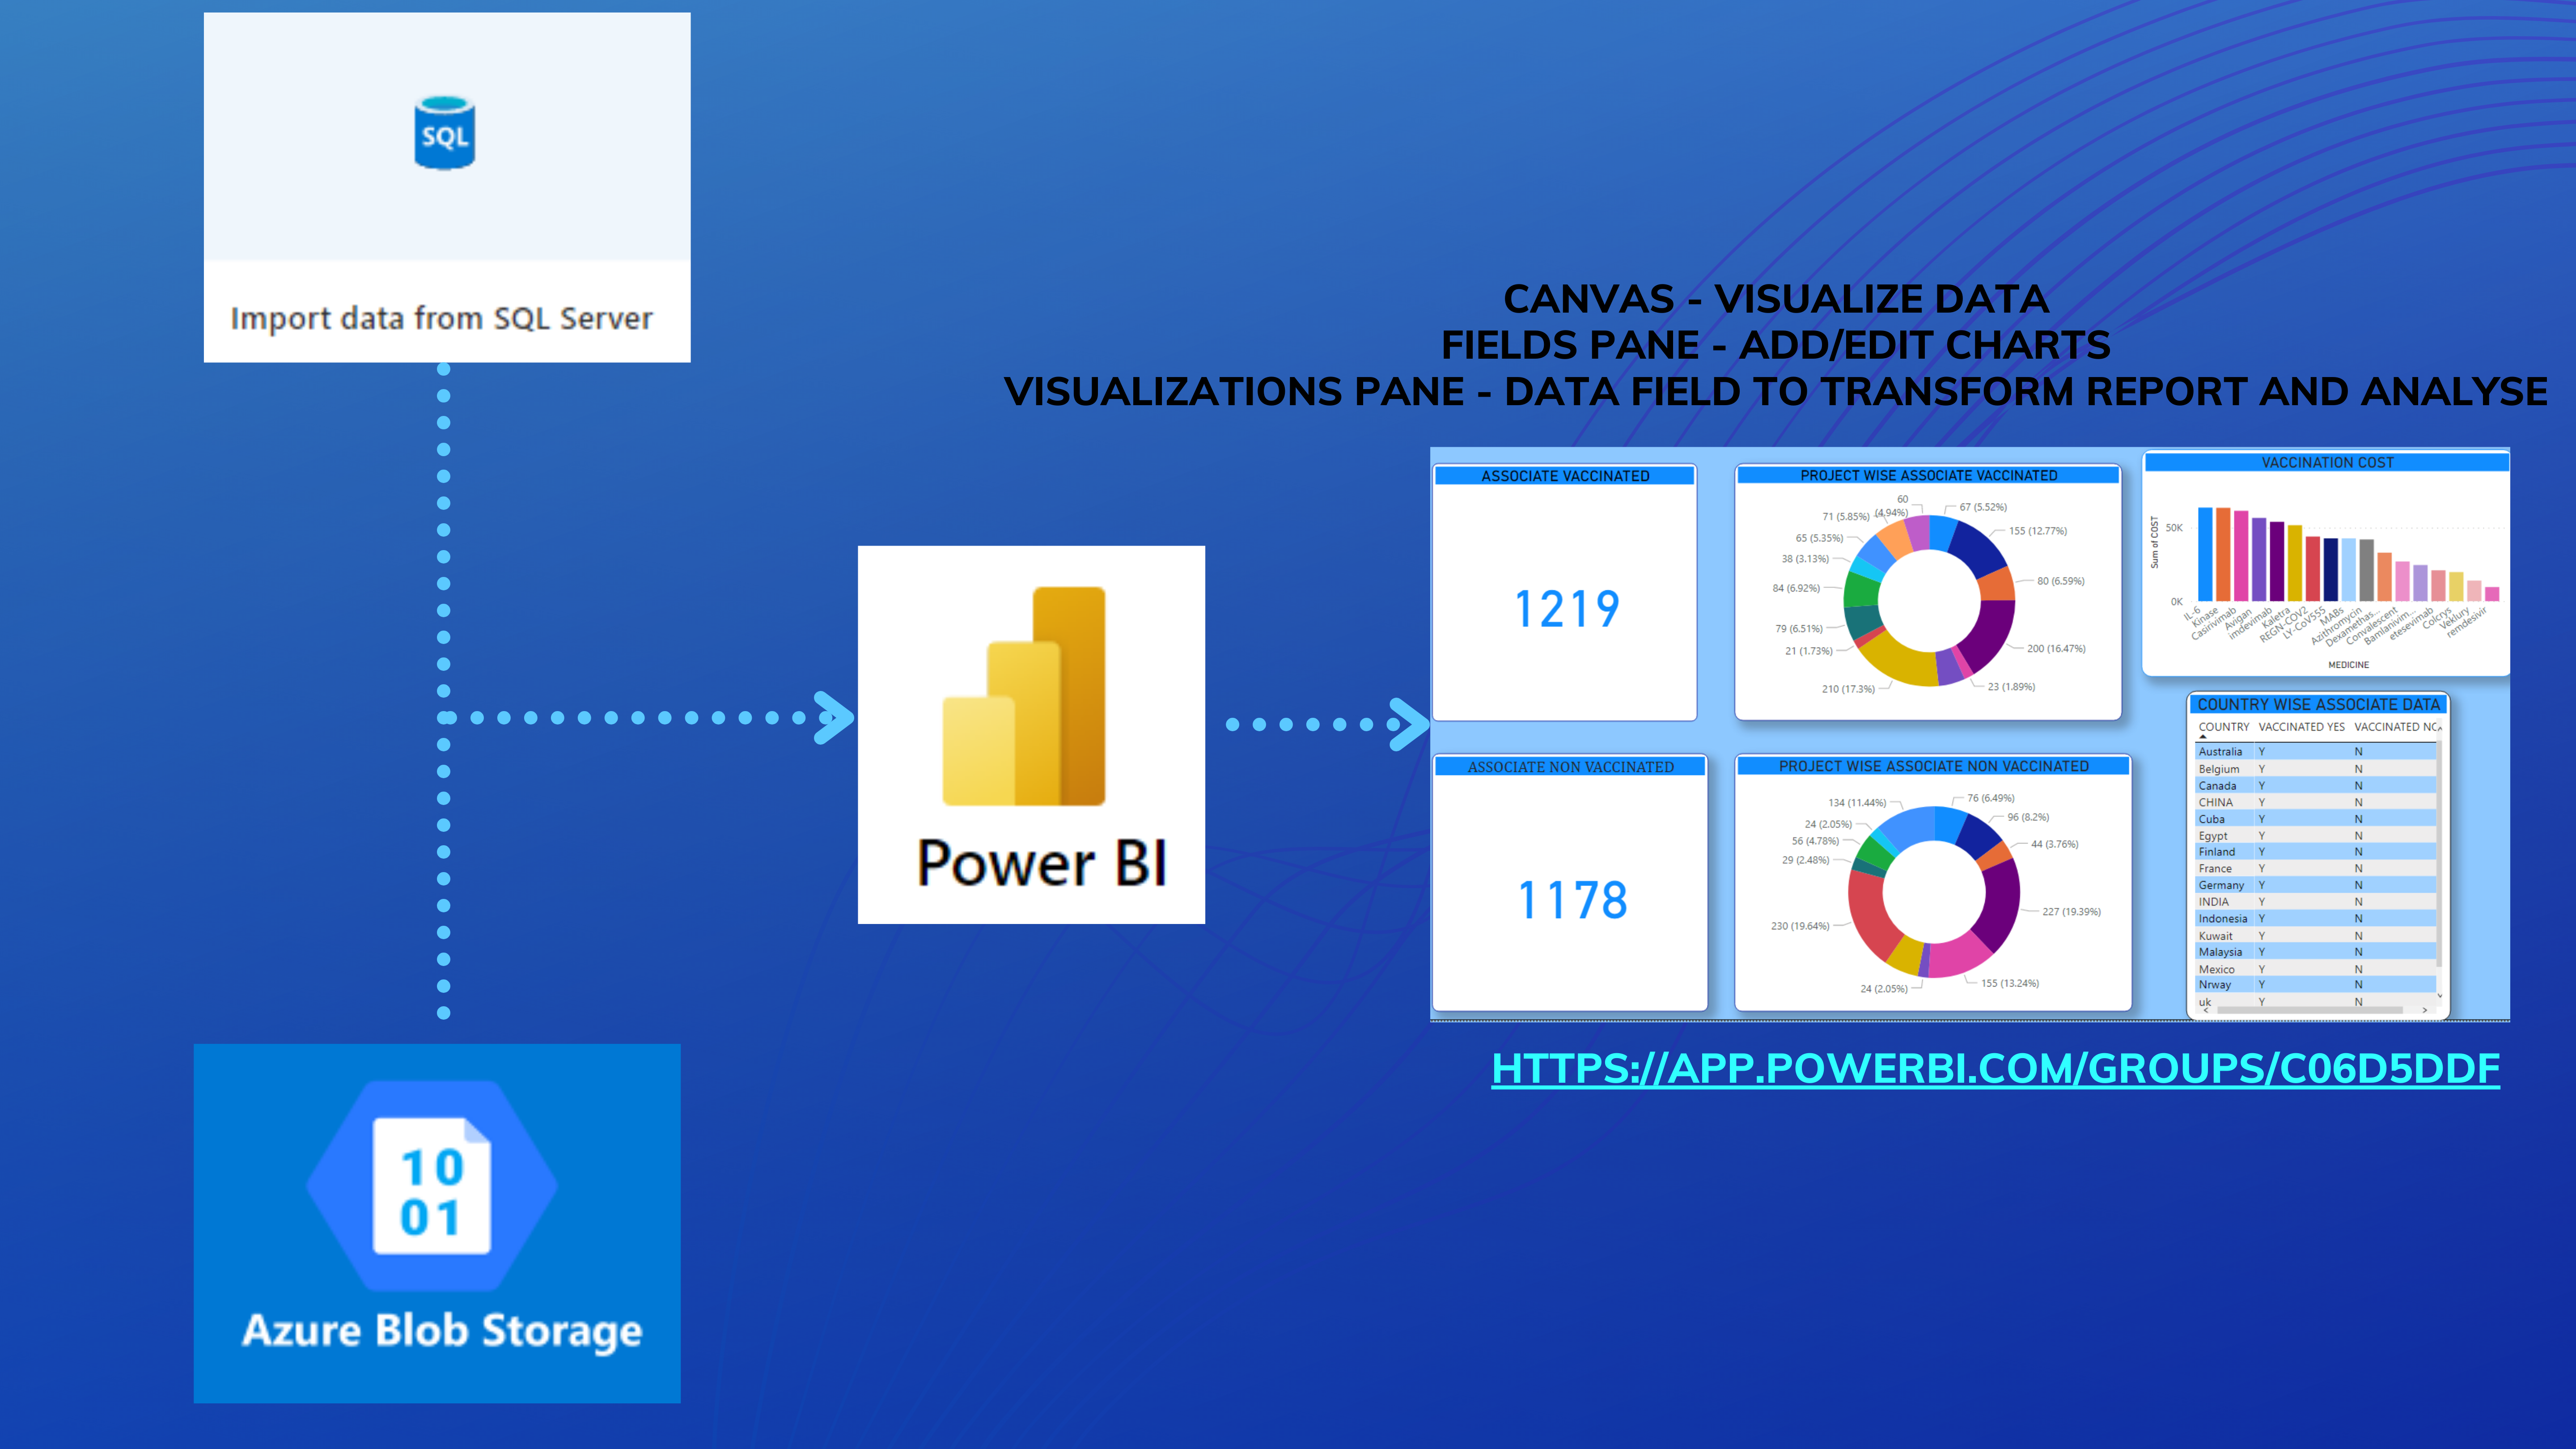 SQL
Import data from SQL Server
CANVAS - VISUALIZE DATA
FIELDS PANE - ADD/EDIT CHARTS
VISUALIZATIONS PANE - DATA FIELD TO TRANSFORM REPORT AND ANALYSE
Power BI
10
01
Azure Blob Storage
ASSOCIATE VACCINATED
1219
PROJECT WISE ASSOCIATE VACCINATED
60
(4.94%)
67 (5.52%)
71 (5.85%)
155 (12.77%)
65 (5.35%)
38 (3.13%)
80 (6.59%)
84 (6.92%)
79 (6.51%)
200 (16.47%)
21 (1.73%)
210 (17.3%)
23 (1.89%)
VACCINATION COST
Sum of COST
50K
0K
IL-6
Kinase
Casirivimab
Avigan
imdevimab
Kaletra
REGN-COV2
LY-CoV555
MABs
Azithromycin
Dexamethas...
Convalescent
Bamlanivim...
etesevimab
Colcrys
Veklury
remdesivir
MEDICINE
ASSOCIATE NON VACCINATED
1178
PROJECT WISE ASSOCIATE NON VACCINATED
134 (11.44%)
76 (6.49%)
24 (2.05%)
96 (8.2%)
56 (4.78%)
44 (3.76%)
29 (2.48%)
227 (19.39%)
230 (19.64%)
155 (13.24%)
24 (2.05%)
COUNTRY WISE ASSOCIATE DATA
COUNTRY VACCINATED YES VACCINATED NO
Australia Y N
Belgium Y N
Canada Y N
CHINA Y N
Cuba Y N
Egypt Y N
Finland Y N
France Y N
Germany Y N
INDIA Y N
Indonesia Y N
Kuwait Y N
Malaysia Y N
Mexico Y N
Nrway Y N
uk Y N
HTTPS://APP.POWERBI.COM/GROUPS/C06D5DDF